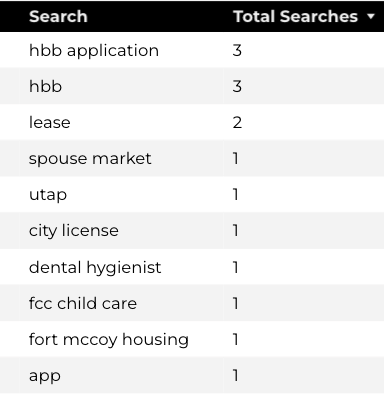 Search Total Searches
hbb application 3
hbb 3
lease 2
spouse market 1
utap 1
city license 1
dental hygienist 1
fcc child care 1
fort mccoy housing 1
app 1